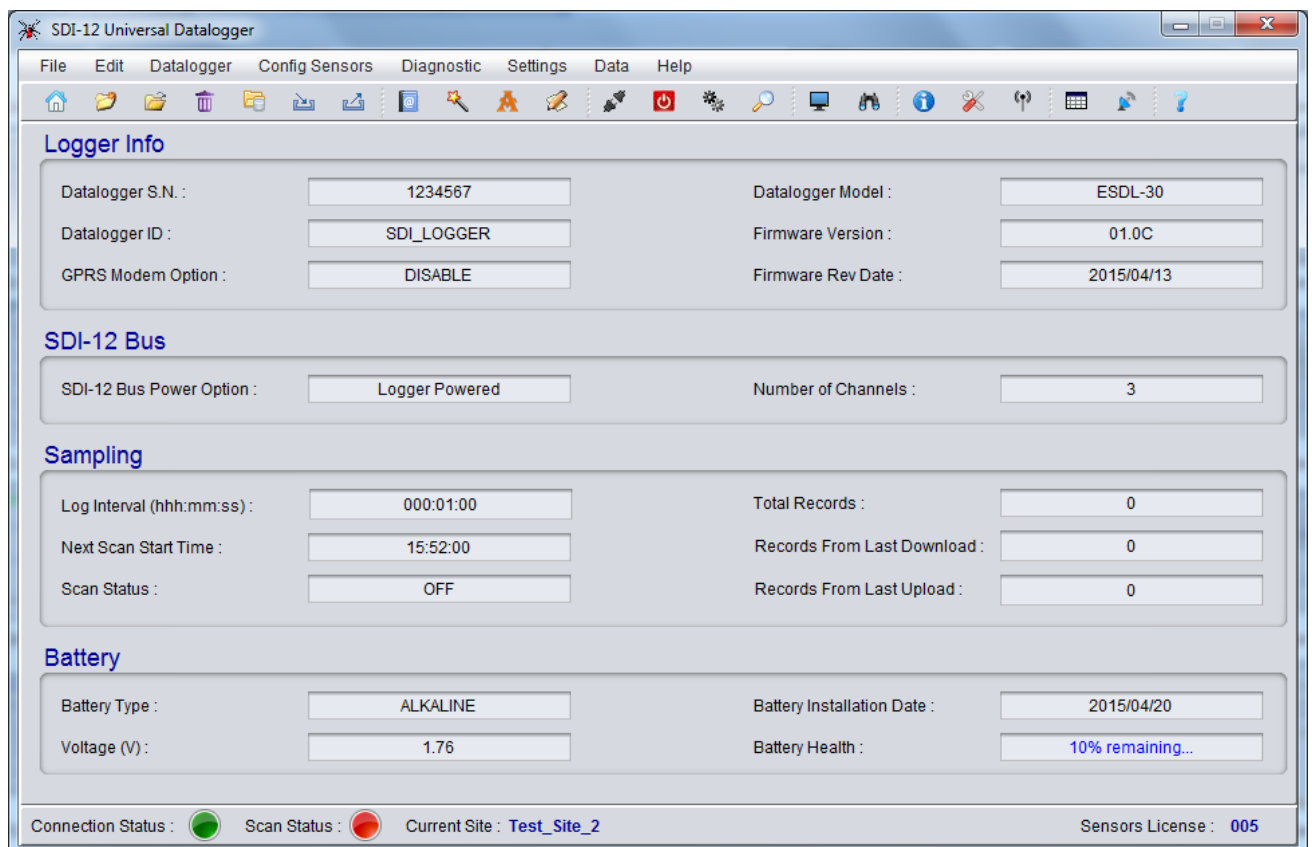 SDI-12 Universal Datalogger
File Edit Datalogger Config Sensors Diagnostic Settings Data Help
Logger Info
Datalogger S.N. : 1234567 Datalogger Model : ESDL-30
Datalogger ID : SDI_LOGGER Firmware Version : 01.0C
GPRS Modem Option : DISABLE Firmware Rev Date : 2015/04/13
SDI-12 Bus
SDI-12 Bus Power Option : Logger Powered Number of Channels : 3
Sampling
Log Interval (hhh:mm:ss) : 000:01:00 Total Records : 0
Next Scan Start Time : 15:52:00 Records From Last Download : 0
Scan Status : OFF Records From Last Upload : 0
Battery
Battery Type : ALKALINE Battery Installation Date : 2015/04/20
Voltage (V) : 1.76 Battery Health : 10% remaining...
Connection Status : Scan Status : Current Site : Test_Site_2 Sensors License : 005